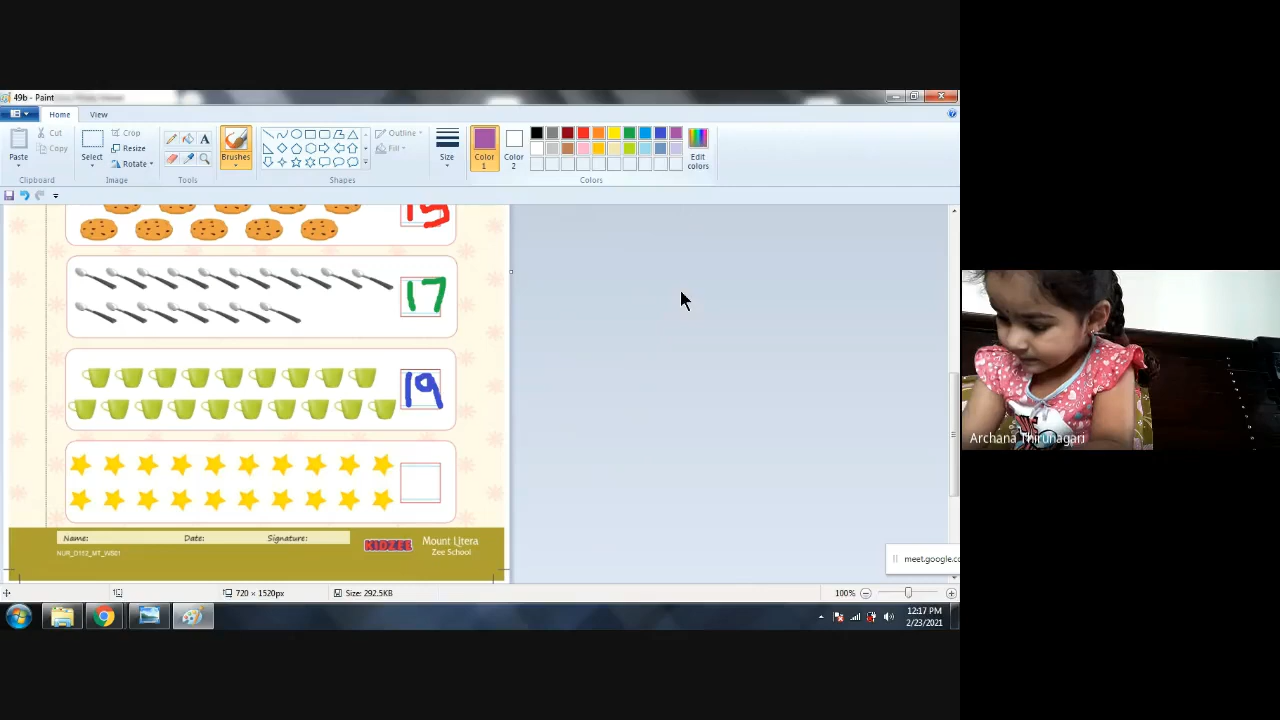 49b - Paint
Home View
Paste
Cut
Copy
Clipboard
Select
Crop
Resize
Rotate
Image
A
Tools
Brushes
Outline
Fill
Shapes
Size
Color 1
Color 2
Edit colors
Colors
15
17
19
Name: Date: Signature:
KIDZEE
Mount Litera
Zee School
Archana Thirunagari
meet.google.co
720 × 1520px
Size: 292.5KB
100%
12:17 PM
2/23/2021